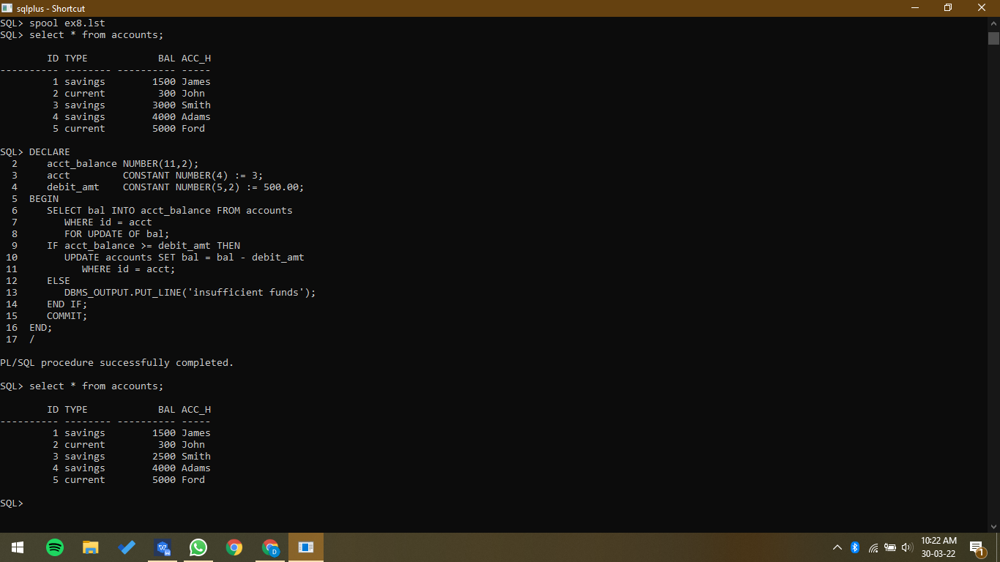 sqlplus - Shortcut
SQL> spool ex8.lst
SQL> select * from accounts;
        ID TYPE            BAL ACC_H
---------- -------- ---------- -----
         1 savings        1500 James
         2 current         300 John
         3 savings        3000 Smith
         4 savings        4000 Adams
         5 current        5000 Ford
SQL> DECLARE
  2     acct_balance NUMBER(11,2);
  3     acct         CONSTANT NUMBER(4) := 3;
  4     debit_amt    CONSTANT NUMBER(5,2) := 500.00;
  5  BEGIN
  6     SELECT bal INTO acct_balance FROM accounts
  7        WHERE id = acct
  8        FOR UPDATE OF bal;
  9     IF acct_balance >= debit_amt THEN
 10        UPDATE accounts SET bal = bal - debit_amt
 11           WHERE id = acct;
 12     ELSE
 13        DBMS_OUTPUT.PUT_LINE('insufficient funds');
 14     END IF;
 15     COMMIT;
 16  END;
 17  /
PL/SQL procedure successfully completed.
SQL> select * from accounts;
        ID TYPE            BAL ACC_H
---------- -------- ---------- -----
         1 savings        1500 James
         2 current         300 John
         3 savings        2500 Smith
         4 savings        4000 Adams
         5 current        5000 Ford
SQL>
W
D
10:22 AM
30-03-22
1